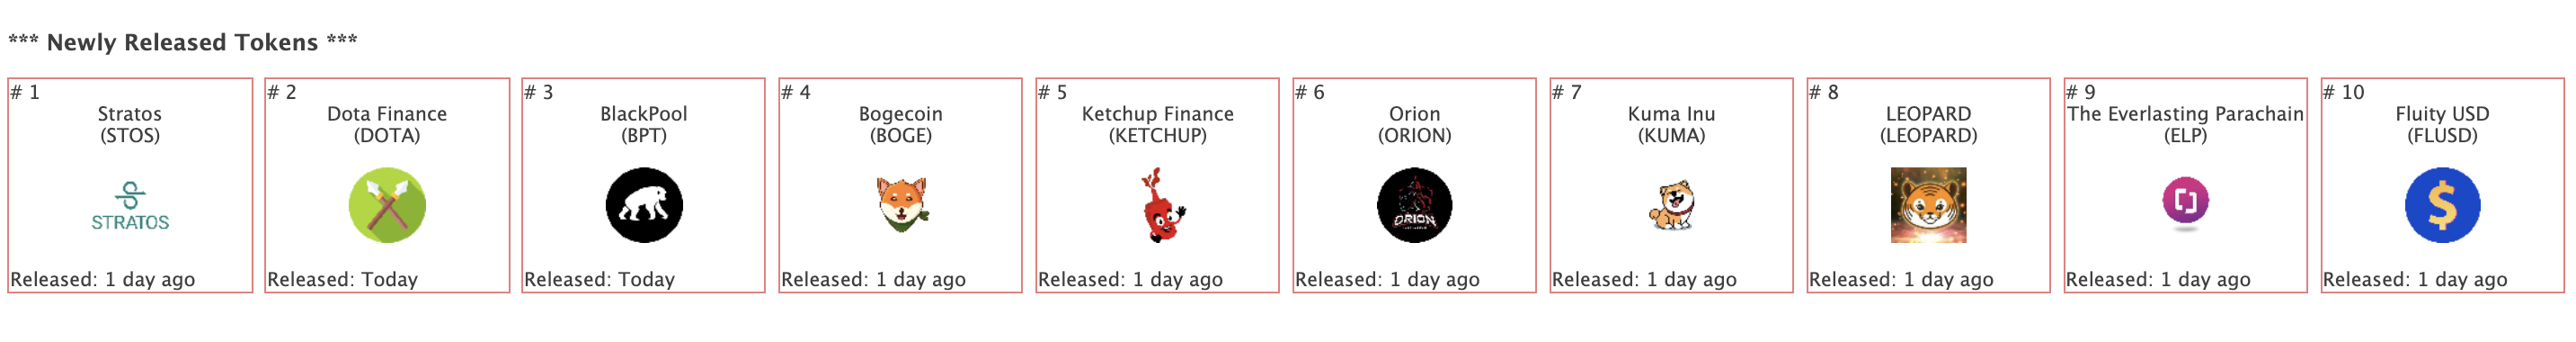 *** Newly Released Tokens ***
# 1
Stratos
(STOS)
STRATOS
Released: 1 day ago
# 2
Dota Finance
(DOTA)
Released: Today
# 3
BlackPool
(BPT)
Released: Today
# 4
Bogecoin
(BOGE)
Released: 1 day ago
# 5
Ketchup Finance
(KETCHUP)
Released: 1 day ago
# 6
Orion
(ORION)
ORION
Released: 1 day ago
# 7
Kuma Inu
(KUMA)
Released: 1 day ago
# 8
LEOPARD
(LEOPARD)
Released: 1 day ago
# 9
The Everlasting Parachain
(ELP)
Released: 1 day ago
# 10
Fluity USD
(FLUSD)
$
Released: 1 day ago